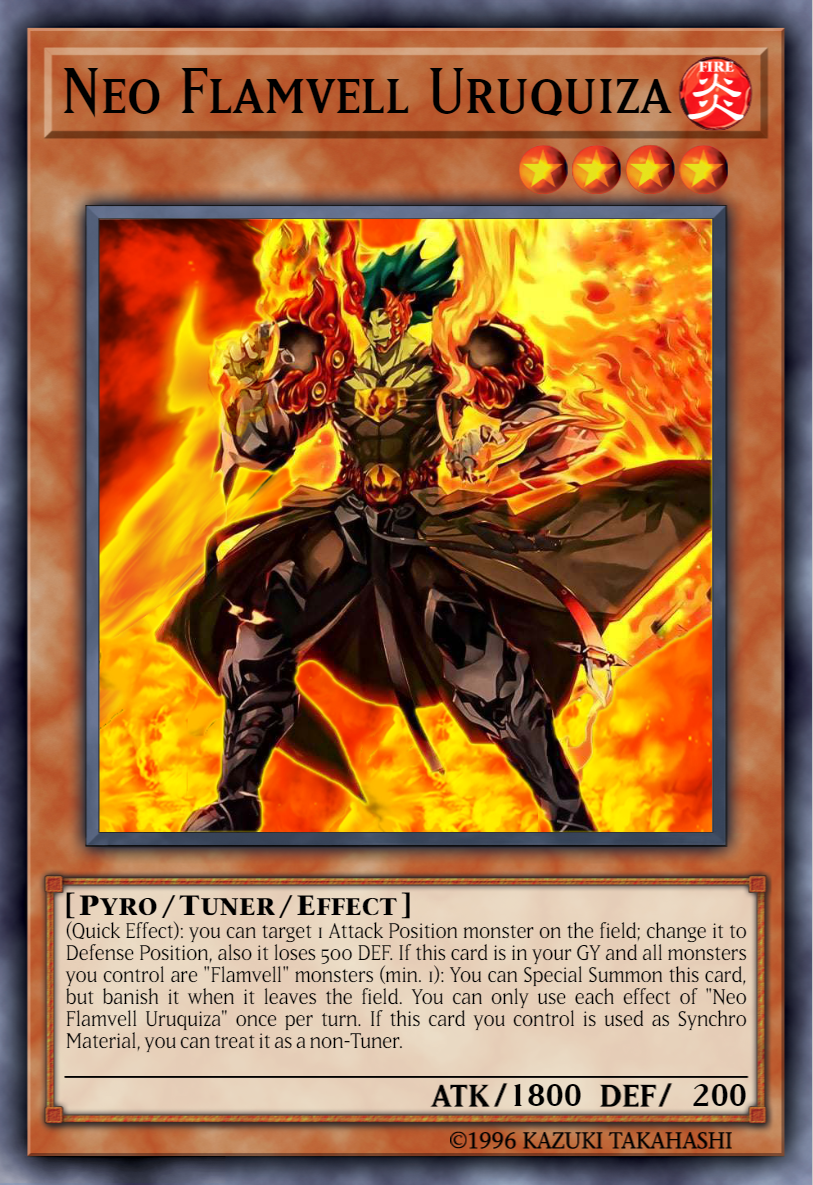 Neo Flamvell Uruquiza
FIRE
炎
[ Pyro / Tuner / Effect ]
(Quick Effect): you can target 1 Attack Position monster on the field; change it to
Defense Position, also it loses 500 DEF. If this card is in your GY and all monsters
you control are "Flamvell" monsters (min. 1): You can Special Summon this card,
but banish it when it leaves the field. You can only use each effect of "Neo
Flamvell Uruquiza" once per turn. If this card you control is used as Synchro
Material, you can treat it as a non-Tuner.
ATK/1800 DEF/ 200
©1996 KAZUKI TAKAHASHI